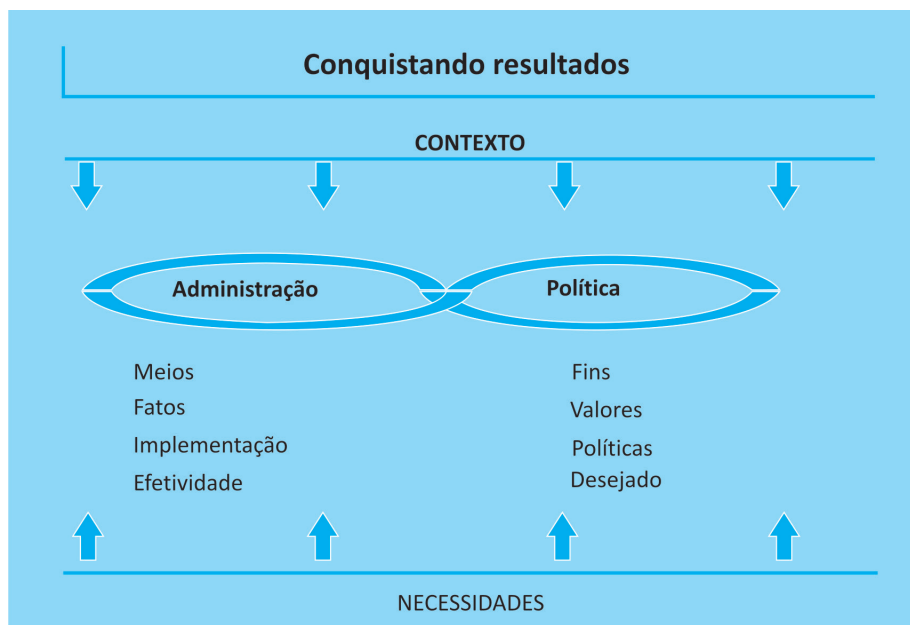 Conquistando resultados
CONTEXTO
Administração
Política
Meios
Fatos
Implementação
Efetividade
Fins
Valores
Políticas
Desejado
NECESSIDADES